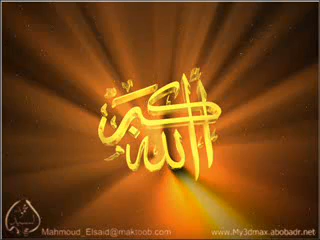 الله أكبر
Mahmoud_Elsaid@maktoob.com
www.My3dmax.abobadr.net